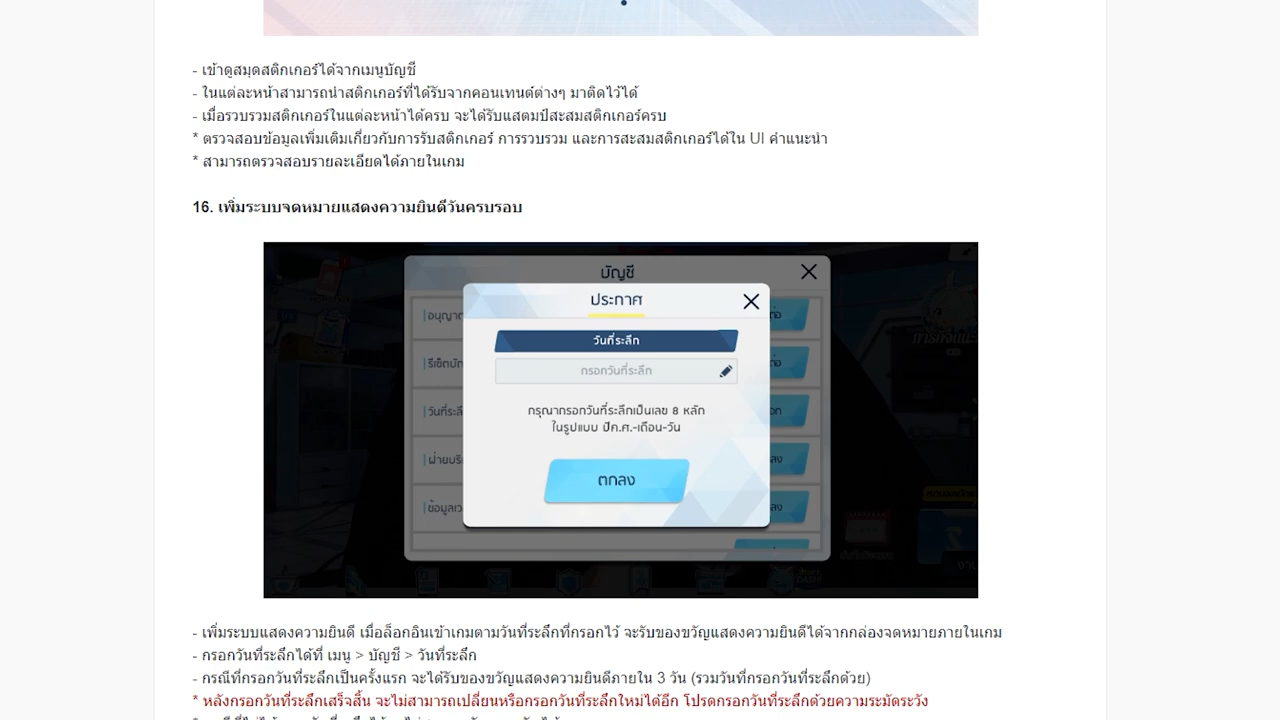 - เข้าดูสมุดสติกเกอร์ได้จากเมนูบัญชี
- ในแต่ละหน้าสามารถนำสติกเกอร์ที่ได้รับจากคอนเทนต์ต่างๆ มาติดไว้ได้
- เมื่อรวบรวมสติกเกอร์ในแต่ละหน้าได้ครบ จะได้รับแสตมป์สะสมสติกเกอร์ครบ
* ตรวจสอบข้อมูลเพิ่มเติมเกี่ยวกับการรับสติกเกอร์ การรวบรวม และการสะสมสติกเกอร์ได้ใน UI คำแนะนำ
* สามารถตรวจสอบรายละเอียดได้ภายในเกม
16. เพิ่มระบบจดหมายแสดงความยินดีวันครบรอบ
บัญชี
ประกาศ
วันที่ระลึก
กรอกวันที่ระลึก
กรุณากรอกวันที่ระลึกเป็นเลข 8 หลัก
ในรูปแบบ ปีค.ศ.-เดือน-วัน
ตกลง
- เพิ่มระบบแสดงความยินดี เมื่อล็อกอินเข้าเกมตามวันที่ระลึกที่กรอกไว้ จะรับของขวัญแสดงความยินดีได้จากกล่องจดหมายภายในเกม
- กรอกวันที่ระลึกได้ที่ เมนู > บัญชี > วันที่ระลึก
- กรณีที่กรอกวันที่ระลึกเป็นครั้งแรก จะได้รับของขวัญแสดงความยินดีภายใน 3 วัน (รวมวันที่กรอกวันที่ระลึกด้วย)
* หลังกรอกวันที่ระลึกเสร็จสิ้น จะไม่สามารถเปลี่ยนหรือกรอกวันที่ระลึกใหม่ได้อีก โปรดกรอกวันที่ระลึกด้วยความระมัดระวัง